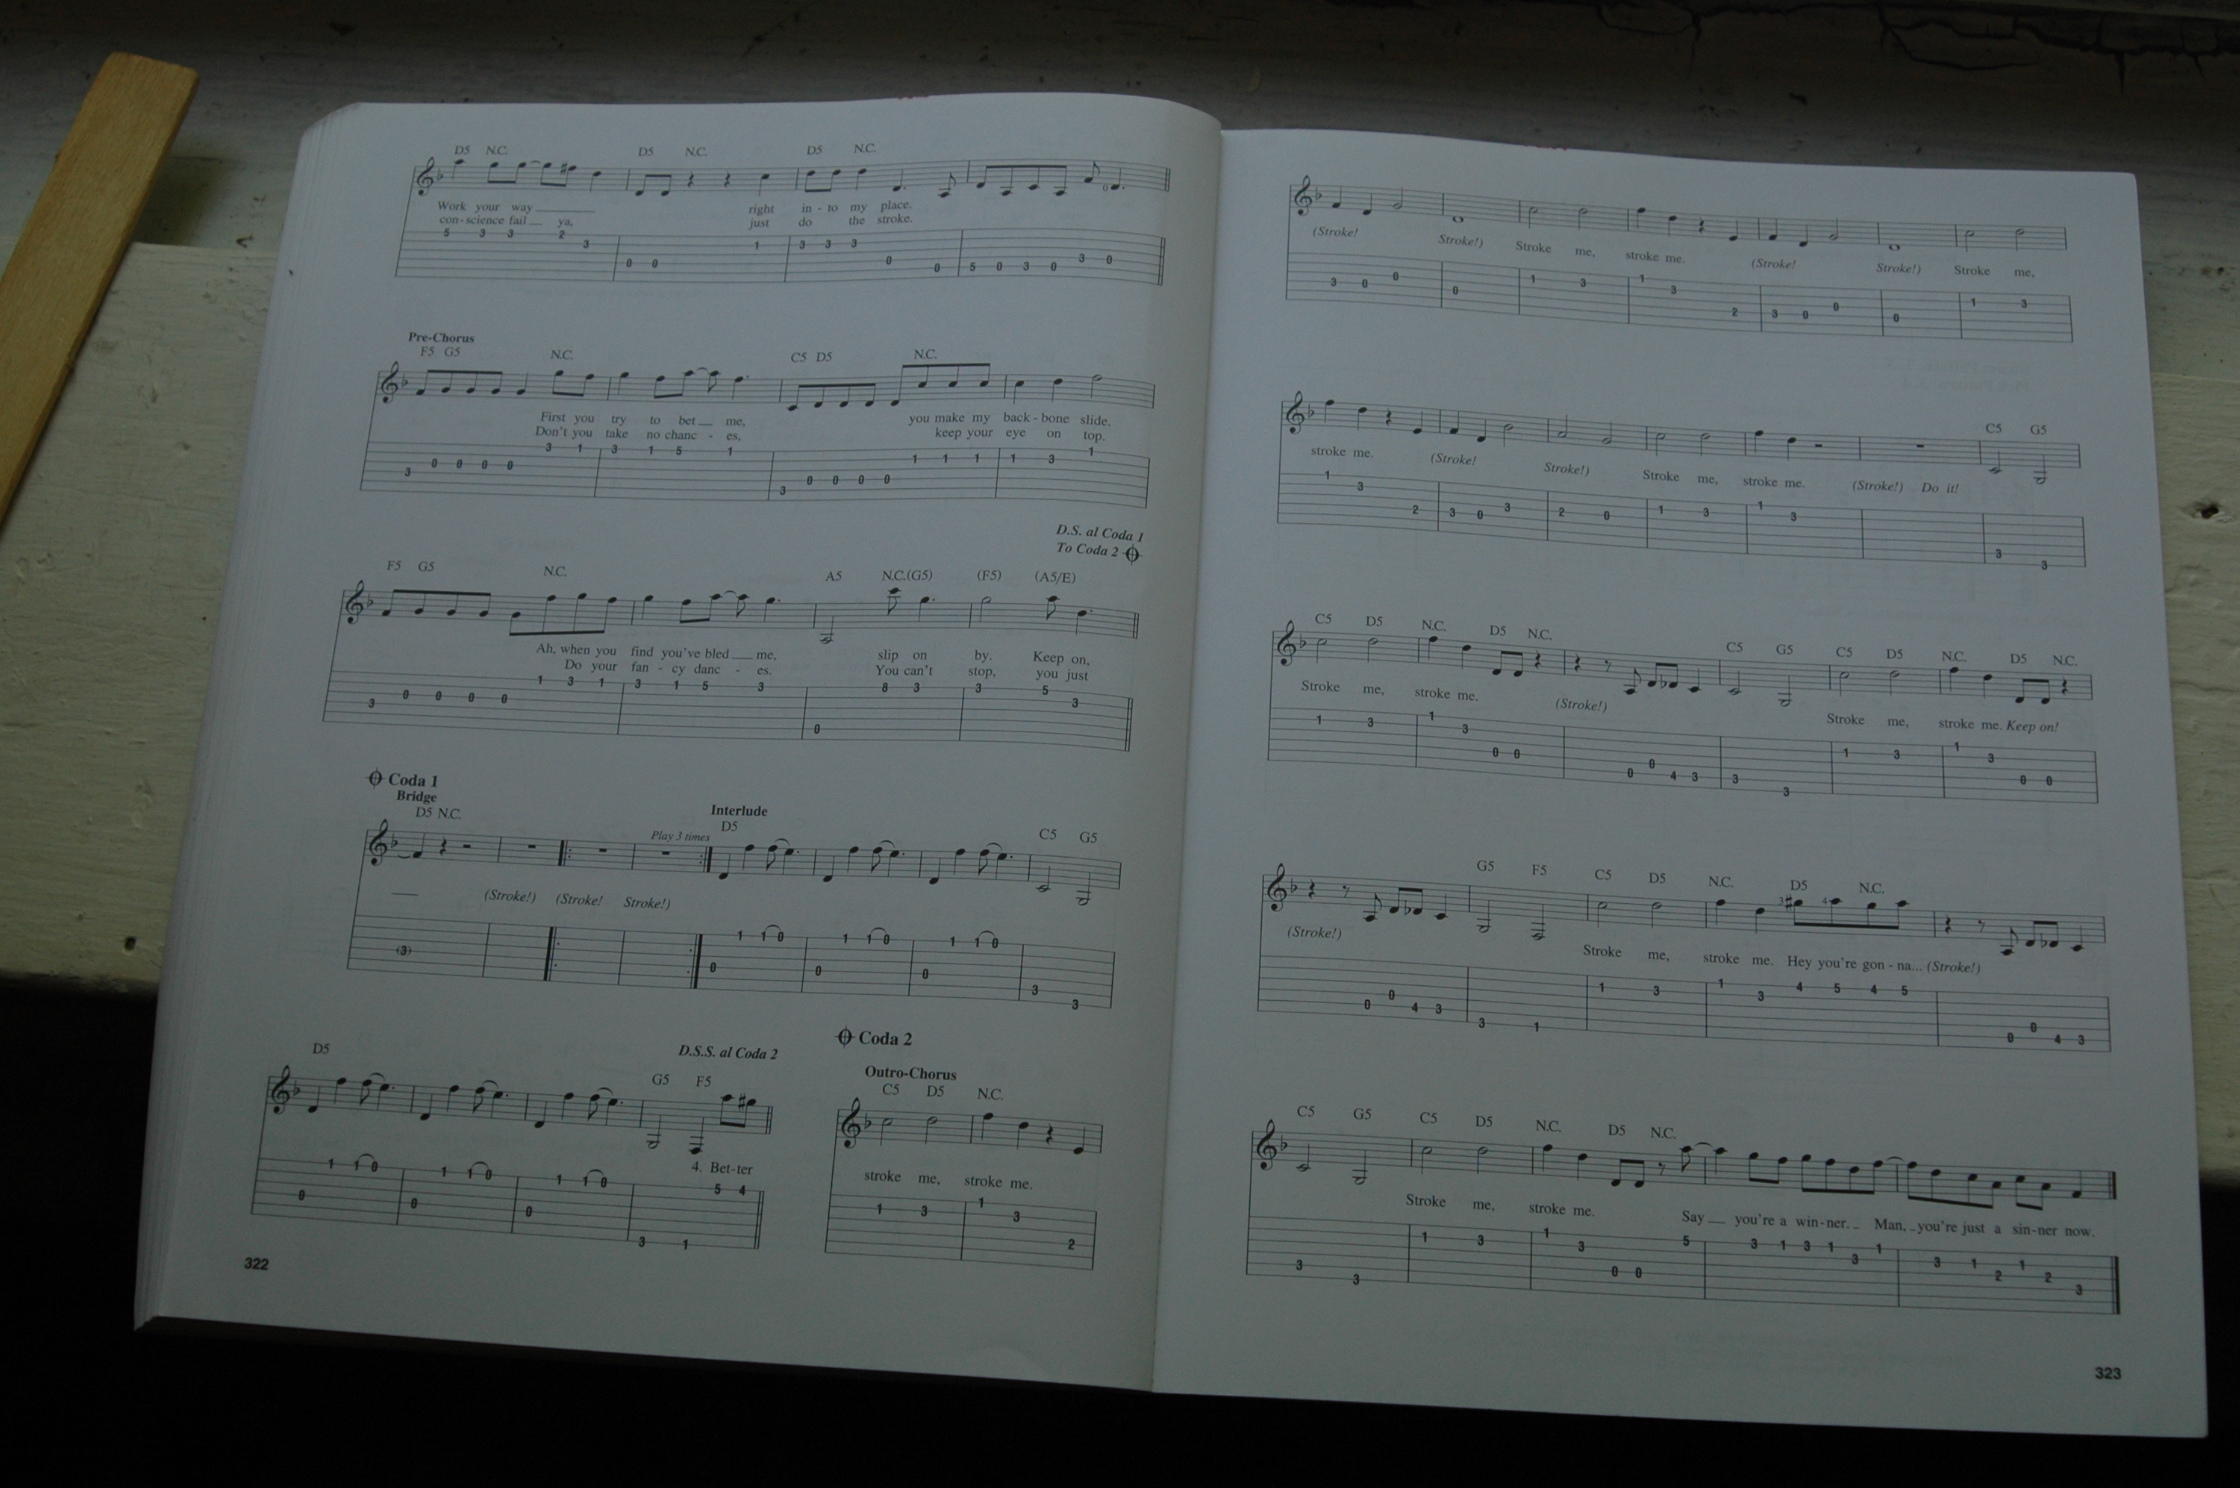 D5 N.C. D5 N.C. D5 N.C.
Work your way right in - to my place.
con - science fail ya, just do the stroke.
5 3 3 2 3 0 0 1 3 3 3 0 0 5 0 3 0 3 0
Pre-Chorus
F5 G5 N.C. C5 D5 N.C.
First you try to bet me, you make my back - bone slide.
Don't you take no chanc - es, keep your eye on top.
3 0 0 0 0 3 1 3 1 5 1 3 0 0 0 0 1 1 1 1 3 1
D.S. al Coda 1
To Coda 2
F5 G5 N.C. A5 N.C.(G5) (F5) (A5/E)
Ah, when you find you've bled me, slip on by. Keep on,
Do your fan - cy danc - es. You can't stop, you just
3 0 0 0 0 1 3 1 3 1 5 3 0 8 3 3 5 3
Coda 1
Bridge
D5 N.C. Play 3 times Interlude D5 C5 G5
(Stroke!) (Stroke! Stroke!)
(3) 0 1 1 0 0 1 1 0 0 1 1 0 3 3
D5 D.S.S. al Coda 2
G5 F5
4. Bet-ter
0 1 1 0 0 1 1 0 0 1 1 0 3 1 5 4
Coda 2
Outro-Chorus
C5 D5 N.C.
stroke me, stroke me.
1 3 1 3 2
322
(Stroke! Stroke!) Stroke me, stroke me. (Stroke! Stroke!) Stroke me,
3 0 0 0 1 3 1 3 2 3 0 0 0 1 3
C5 G5
stroke me. (Stroke! Stroke!) Stroke me, stroke me. (Stroke!) Do it!
1 3 2 3 0 3 2 0 1 3 1 3 3 3
C5 D5 N.C. D5 N.C. C5 G5 C5 D5 N.C. D5 N.C.
Stroke me, stroke me. (Stroke!) Stroke me, stroke me. Keep on!
1 3 1 3 0 0 0 0 4 3 3 3 1 3 1 3 0 0
G5 F5 C5 D5 N.C. D5 N.C.
(Stroke!) Stroke me, stroke me. Hey you're gon - na... (Stroke!)
0 0 4 3 3 1 1 3 1 3 4 5 4 5 0 0 4 3
C5 G5 C5 D5 N.C. D5 N.C.
Stroke me, stroke me. Say you're a win-ner. Man, you're just a sin-ner now.
3 3 1 3 1 3 0 0 5 3 1 3 1 3 1 3 1 2 1 2 3
323